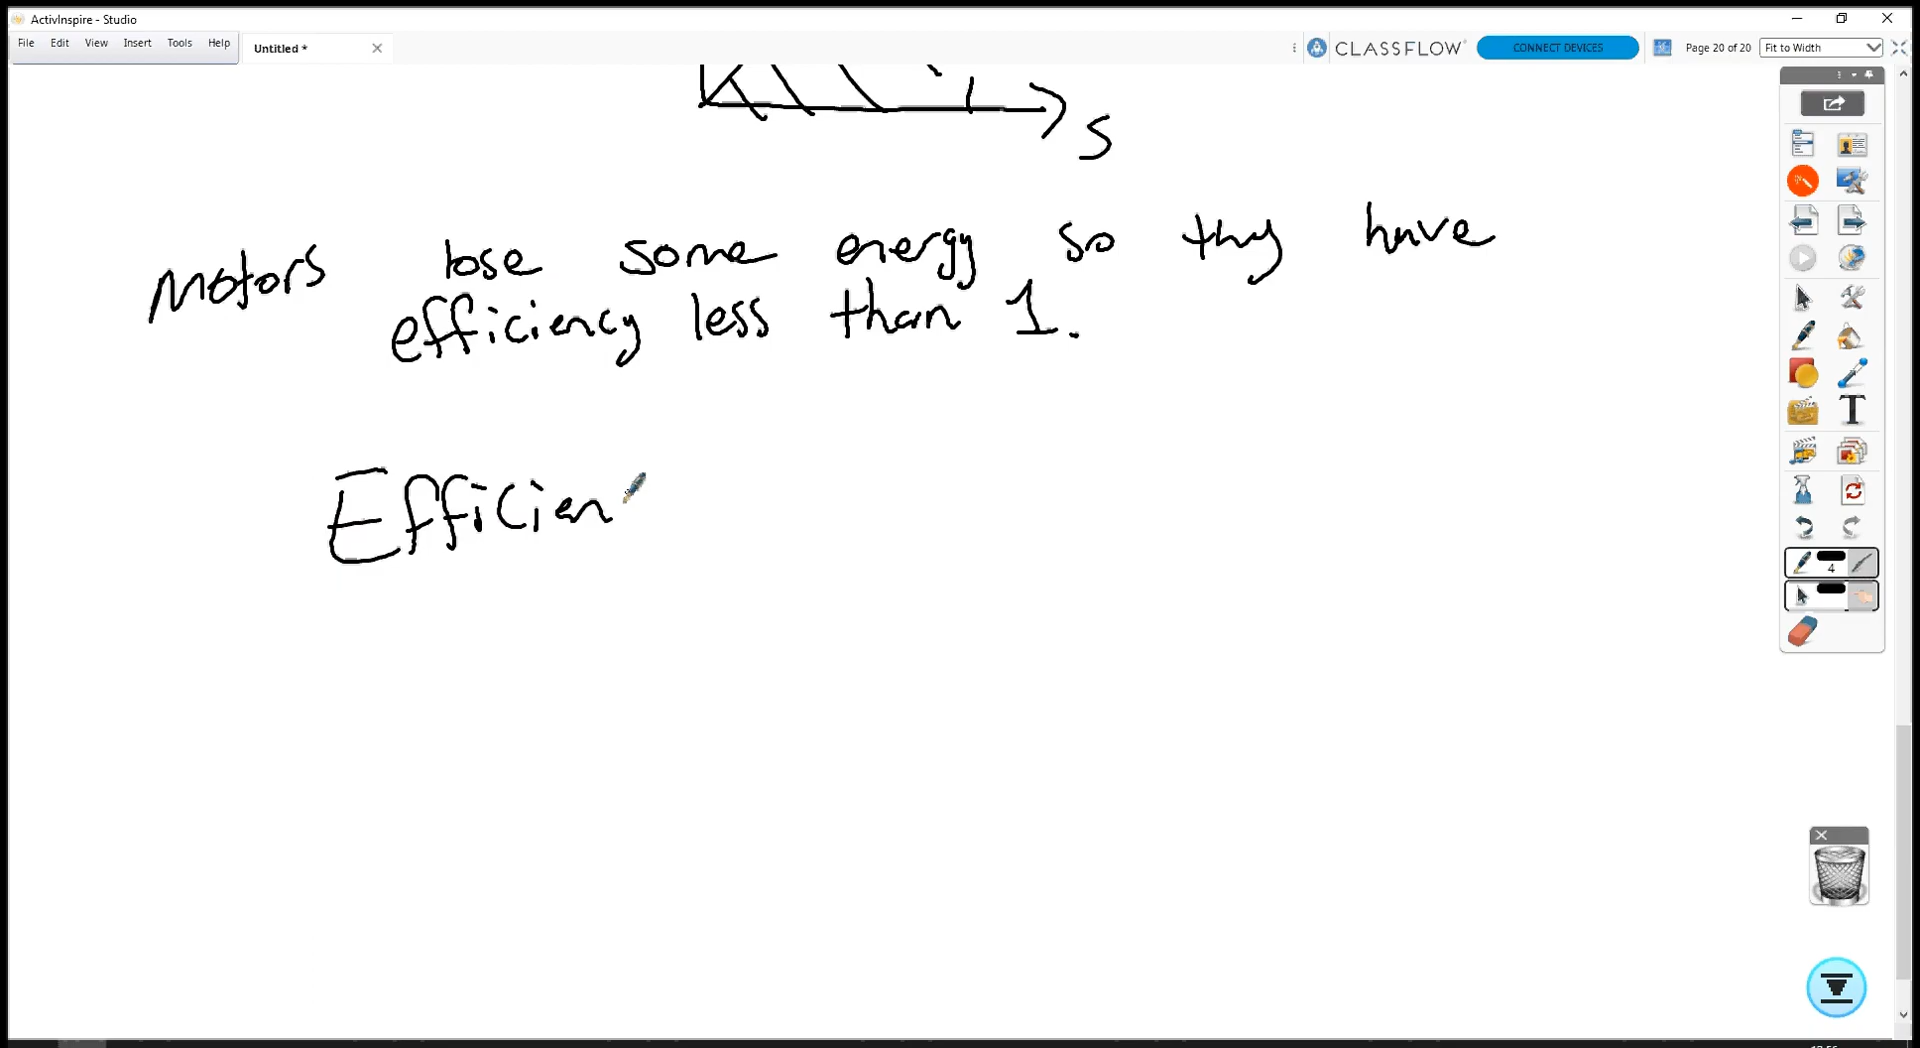 ActivInspire - Studio
File Edit View Insert Tools Help
Untitled *
CLASSFLOW
CONNECT DEVICES
Page 20 of 20
Fit to Width
S
Motors lose some energy so they have
efficiency less than 1.
Efficien
T
4